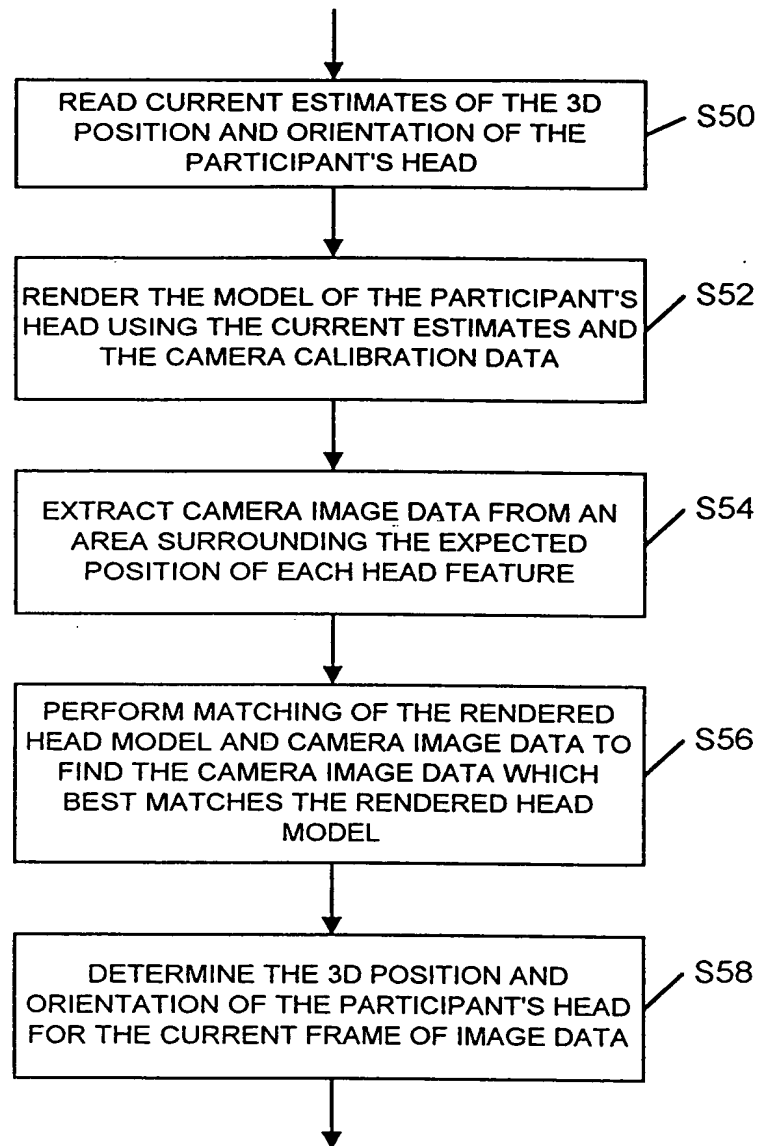 READ CURRENT ESTIMATES OF THE 3D
POSITION AND ORIENTATION OF THE
PARTICIPANT'S HEAD
S50
RENDER THE MODEL OF THE PARTICIPANT'S
HEAD USING THE CURRENT ESTIMATES AND
THE CAMERA CALIBRATION DATA
S52
EXTRACT CAMERA IMAGE DATA FROM AN
AREA SURROUNDING THE EXPECTED
POSITION OF EACH HEAD FEATURE
S54
PERFORM MATCHING OF THE RENDERED
HEAD MODEL AND CAMERA IMAGE DATA TO
FIND THE CAMERA IMAGE DATA WHICH
BEST MATCHES THE RENDERED HEAD
MODEL
S56
DETERMINE THE 3D POSITION AND
ORIENTATION OF THE PARTICIPANT'S HEAD
FOR THE CURRENT FRAME OF IMAGE DATA
S58